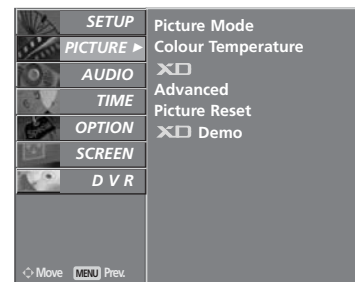 SETUP
PICTURE ►
AUDIO
TIME
OPTION
SCREEN
D V R
Move MENU Prev.
Picture Mode
Colour Temperature
XD
Advanced
Picture Reset
XD Demo